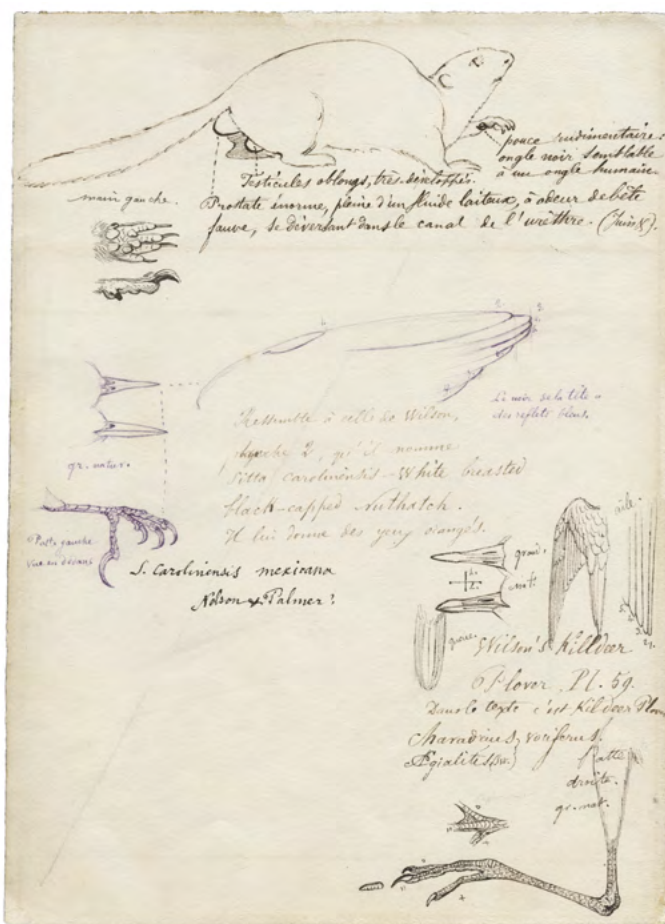 pouce rudimentaire:
ongle noir semblable
à un ongle humain.
Testicules oblongs, très développés.
main gauche.
Prostate énorme, pleine d'un fluide laiteux, à odeur de bête
fauve, se déversant dans le canal de l'uréthre. (Juin 8).
Le noir de la tête a
des reflets bleus.
Ressemble à celle de Wilson,
planche 2, qu'il nomme
Sitta carolinensis - White breasted
black-capped Nuthatch.
Il lui donne des yeux orangés.
gr. natur.
Patte gauche
vue en dedans
S. Carolinensis mexicana
Nelson & Palmer?
aile.
grand.
nat.
queue.
Wilson's Killdeer
Plover. Pl. 59.
Dans le texte c'est Kildeer Plover
Charadrius vociferus.
Ægialites
Patte
droite.
gr. nat.